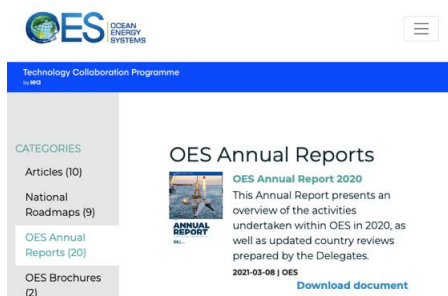 OES OCEAN
ENERGY
SYSTEMS
Technology Collaboration Programme
by iea
CATEGORIES
Articles (10)
National
Roadmaps (9)
OES Annual
Reports (20)
OES Brochures
(2)
OES Annual Reports
OES Annual Report 2020
This Annual Report presents an
overview of the activities
undertaken within OES in 2020, as
well as updated country reviews
prepared by the Delegates.
2021-03-08 | OES
Download document
ANNUAL
REPORT